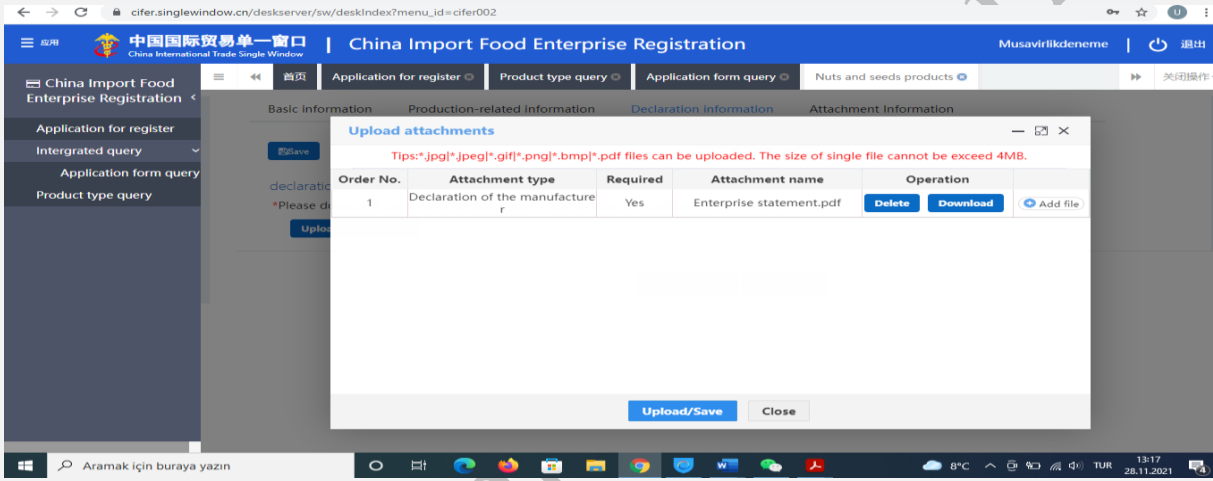 cifer.singlewindow.cn/deskserver/sw/deskIndex?menu_id=cifer002
U
应用
中国国际贸易单一窗口
China International Trade Single Window
| China Import Food Enterprise Registration
Musavirlikdeneme | 退出
China Import Food
Enterprise Registration
首页 Application for register Product type query Application form query Nuts and seeds products 关闭操作
Application for register
Intergrated query
Application form query
Product type query
Basic information Production-related information Declaration information Attachment Information
Save
declaratio
*Please de
Uploa
Upload attachments
Tips:*.jpg|*.jpeg|*.gif|*.png|*.bmp|*.pdf files can be uploaded. The size of single file cannot be exceed 4MB.
Order No. Attachment type Required Attachment name Operation
1 Declaration of the manufacture
r Yes Enterprise statement.pdf Delete Download Add file
Upload/Save Close
Aramak için buraya yazın
8°C TUR 13:17
28.11.2021
4